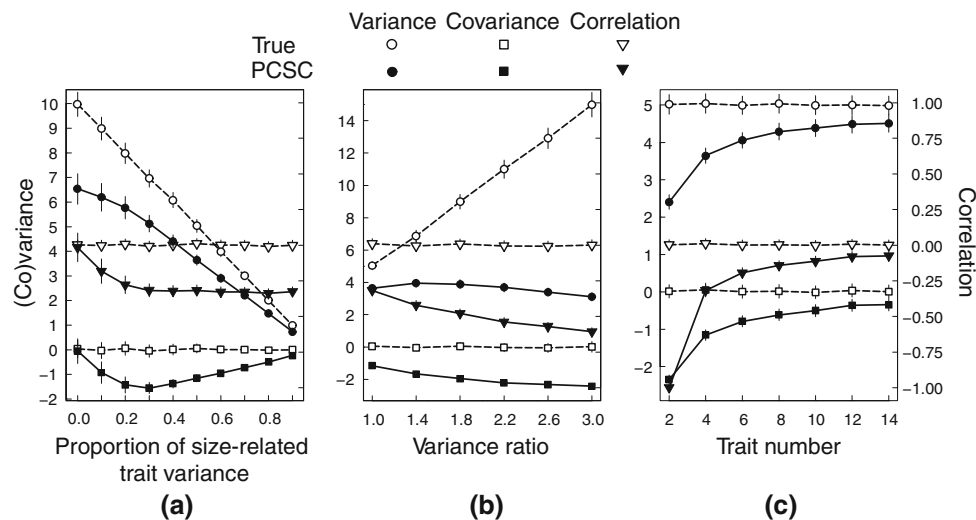 Variance Covariance Correlation
True
PCSC
10
9
8
7
6
5
4
3
2
1
0
-1
-2
(Co)variance
0.0 0.2 0.4 0.6 0.8
Proportion of size-related
trait variance
(a)
14
12
10
8
6
4
2
0
-2
1.0 1.4 1.8 2.2 2.6 3.0
Variance ratio
(b)
5
4
3
2
1
0
-1
-2
2 4 6 8 10 12 14
Trait number
(c)
1.00
0.75
0.50
0.25
0.00
-0.25
-0.50
-0.75
-1.00
Correlation